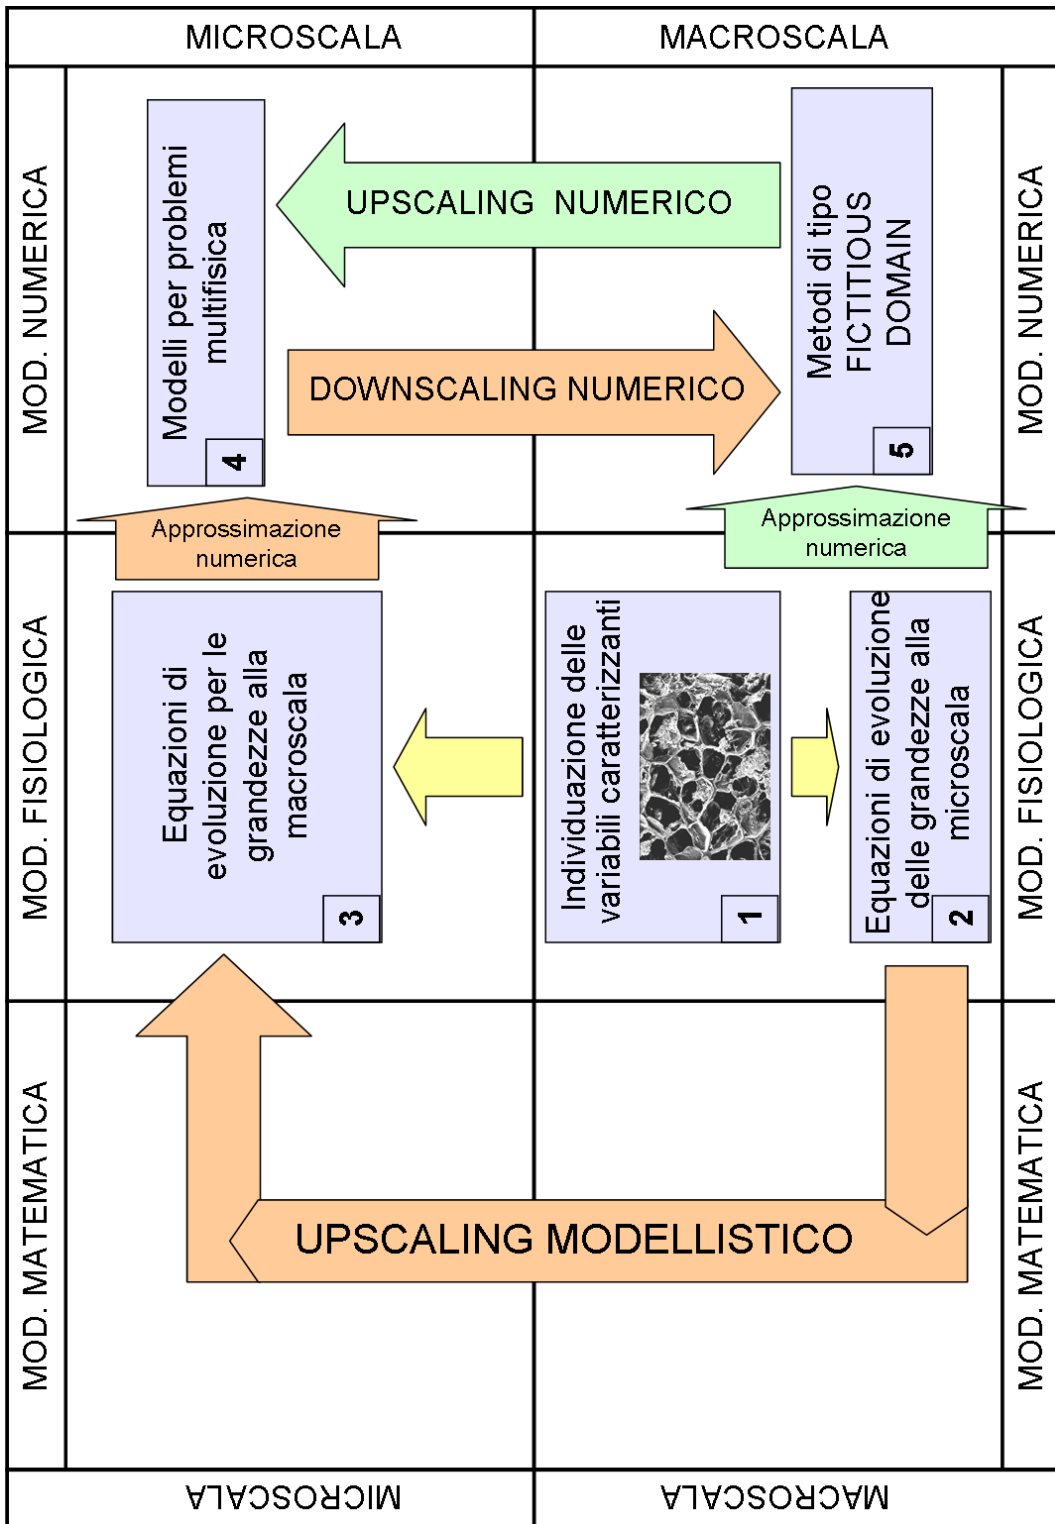 MICROSCALA
MACROSCALA
MOD. NUMERICA
Modelli per problemi
multifisica
4
UPSCALING NUMERICO
DOWNSCALING NUMERICO
Metodi di tipo
FICTITIOUS
DOMAIN
5
MOD. NUMERICA
Approssimazione
numerica
Approssimazione
numerica
MOD. FISIOLOGICA
Equazioni di
evoluzione per le
grandezze alla
macroscala
3
Individuazione delle
variabili caratterizzanti
1
Equazioni di evoluzione
delle grandezze alla
microscala
2
MOD. FISIOLOGICA
MOD. MATEMATICA
UPSCALING MODELLISTICO
MOD. MATEMATICA
MICROSCALA
MACROSCALA